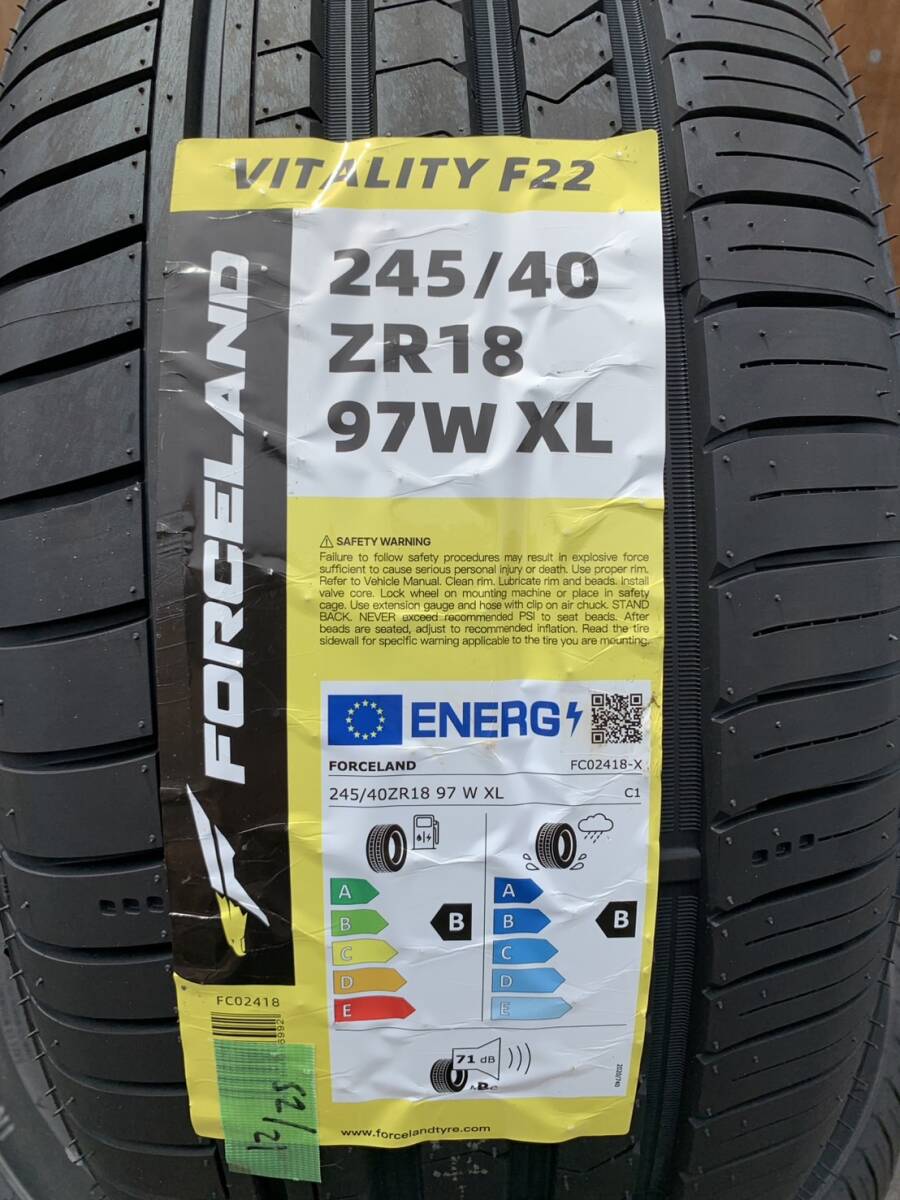 VITALITY F22
FORCELAND
245/40
ZR18
97W XL
⚠ SAFETY WARNING
Failure to follow safety procedures may result in explosive force
sufficient to cause serious personal injury or death. Use proper rim.
Refer to Vehicle Manual. Clean rim. Lubricate rim and beads. Install
valve core. Lock wheel on mounting machine or place in safety
cage. Use extension gauge and hose with clip on air chuck. STAND
BACK. NEVER exceed recommended PSI to seat beads. After
beads are seated, adjust to recommended inflation. Read the tire
sidewall for specific warning applicable to the tire you are mounting.
ENERG
FORCELAND FC02418-X
245/40ZR18 97 W XL C1
A A
B B B B
C C
D D
E E
71 dB
B
2020/740
FC02418
www.forcelandtyre.com